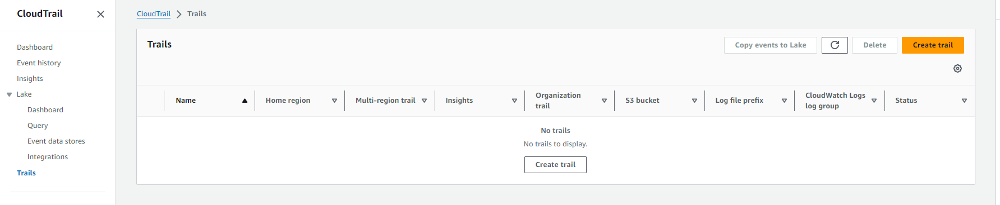 CloudTrail
Dashboard
Event history
Insights
Lake
Dashboard
Query
Event data stores
Integrations
Trails
CloudTrail
Trails
Trails
Copy events to Lake
Delete
Create trail
Name
Home region
Multi-region trail
Insights
Organization
trail
S3 bucket
Log file prefix
CloudWatch Logs
log group
Status
No trails
No trails to display.
Create trail